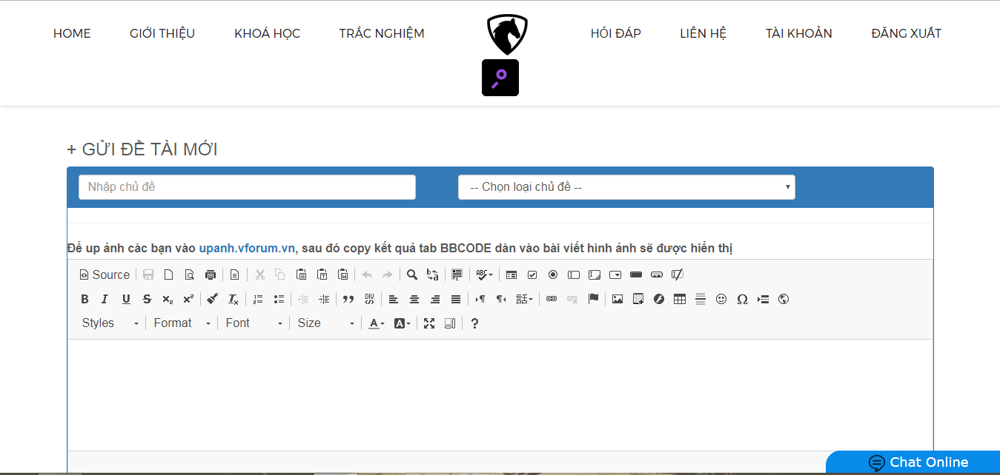 HOME GIỚI THIỆU KHOÁ HỌC TRẮC NGHIỆM HỎI ĐÁP LIÊN HỆ TÀI KHOẢN ĐĂNG XUẤT
+ GỬI ĐỀ TÀI MỚI
Nhập chủ đề -- Chọn loại chủ đề --
Để up ảnh các bạn vào upanh.vforum.vn, sau đó copy kết quả tab BBCODE dán vào bài viết hình ảnh sẽ được hiển thị
Source
Styles Format Font Size
Chat Online